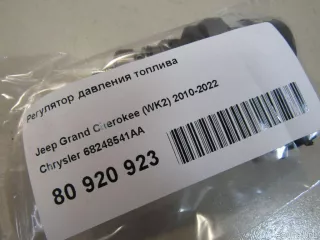 Регулятор давления топлива
Jeep Grand Cherokee (WK2) 2010-2022
Chrysler 68248541AA
80 920 923